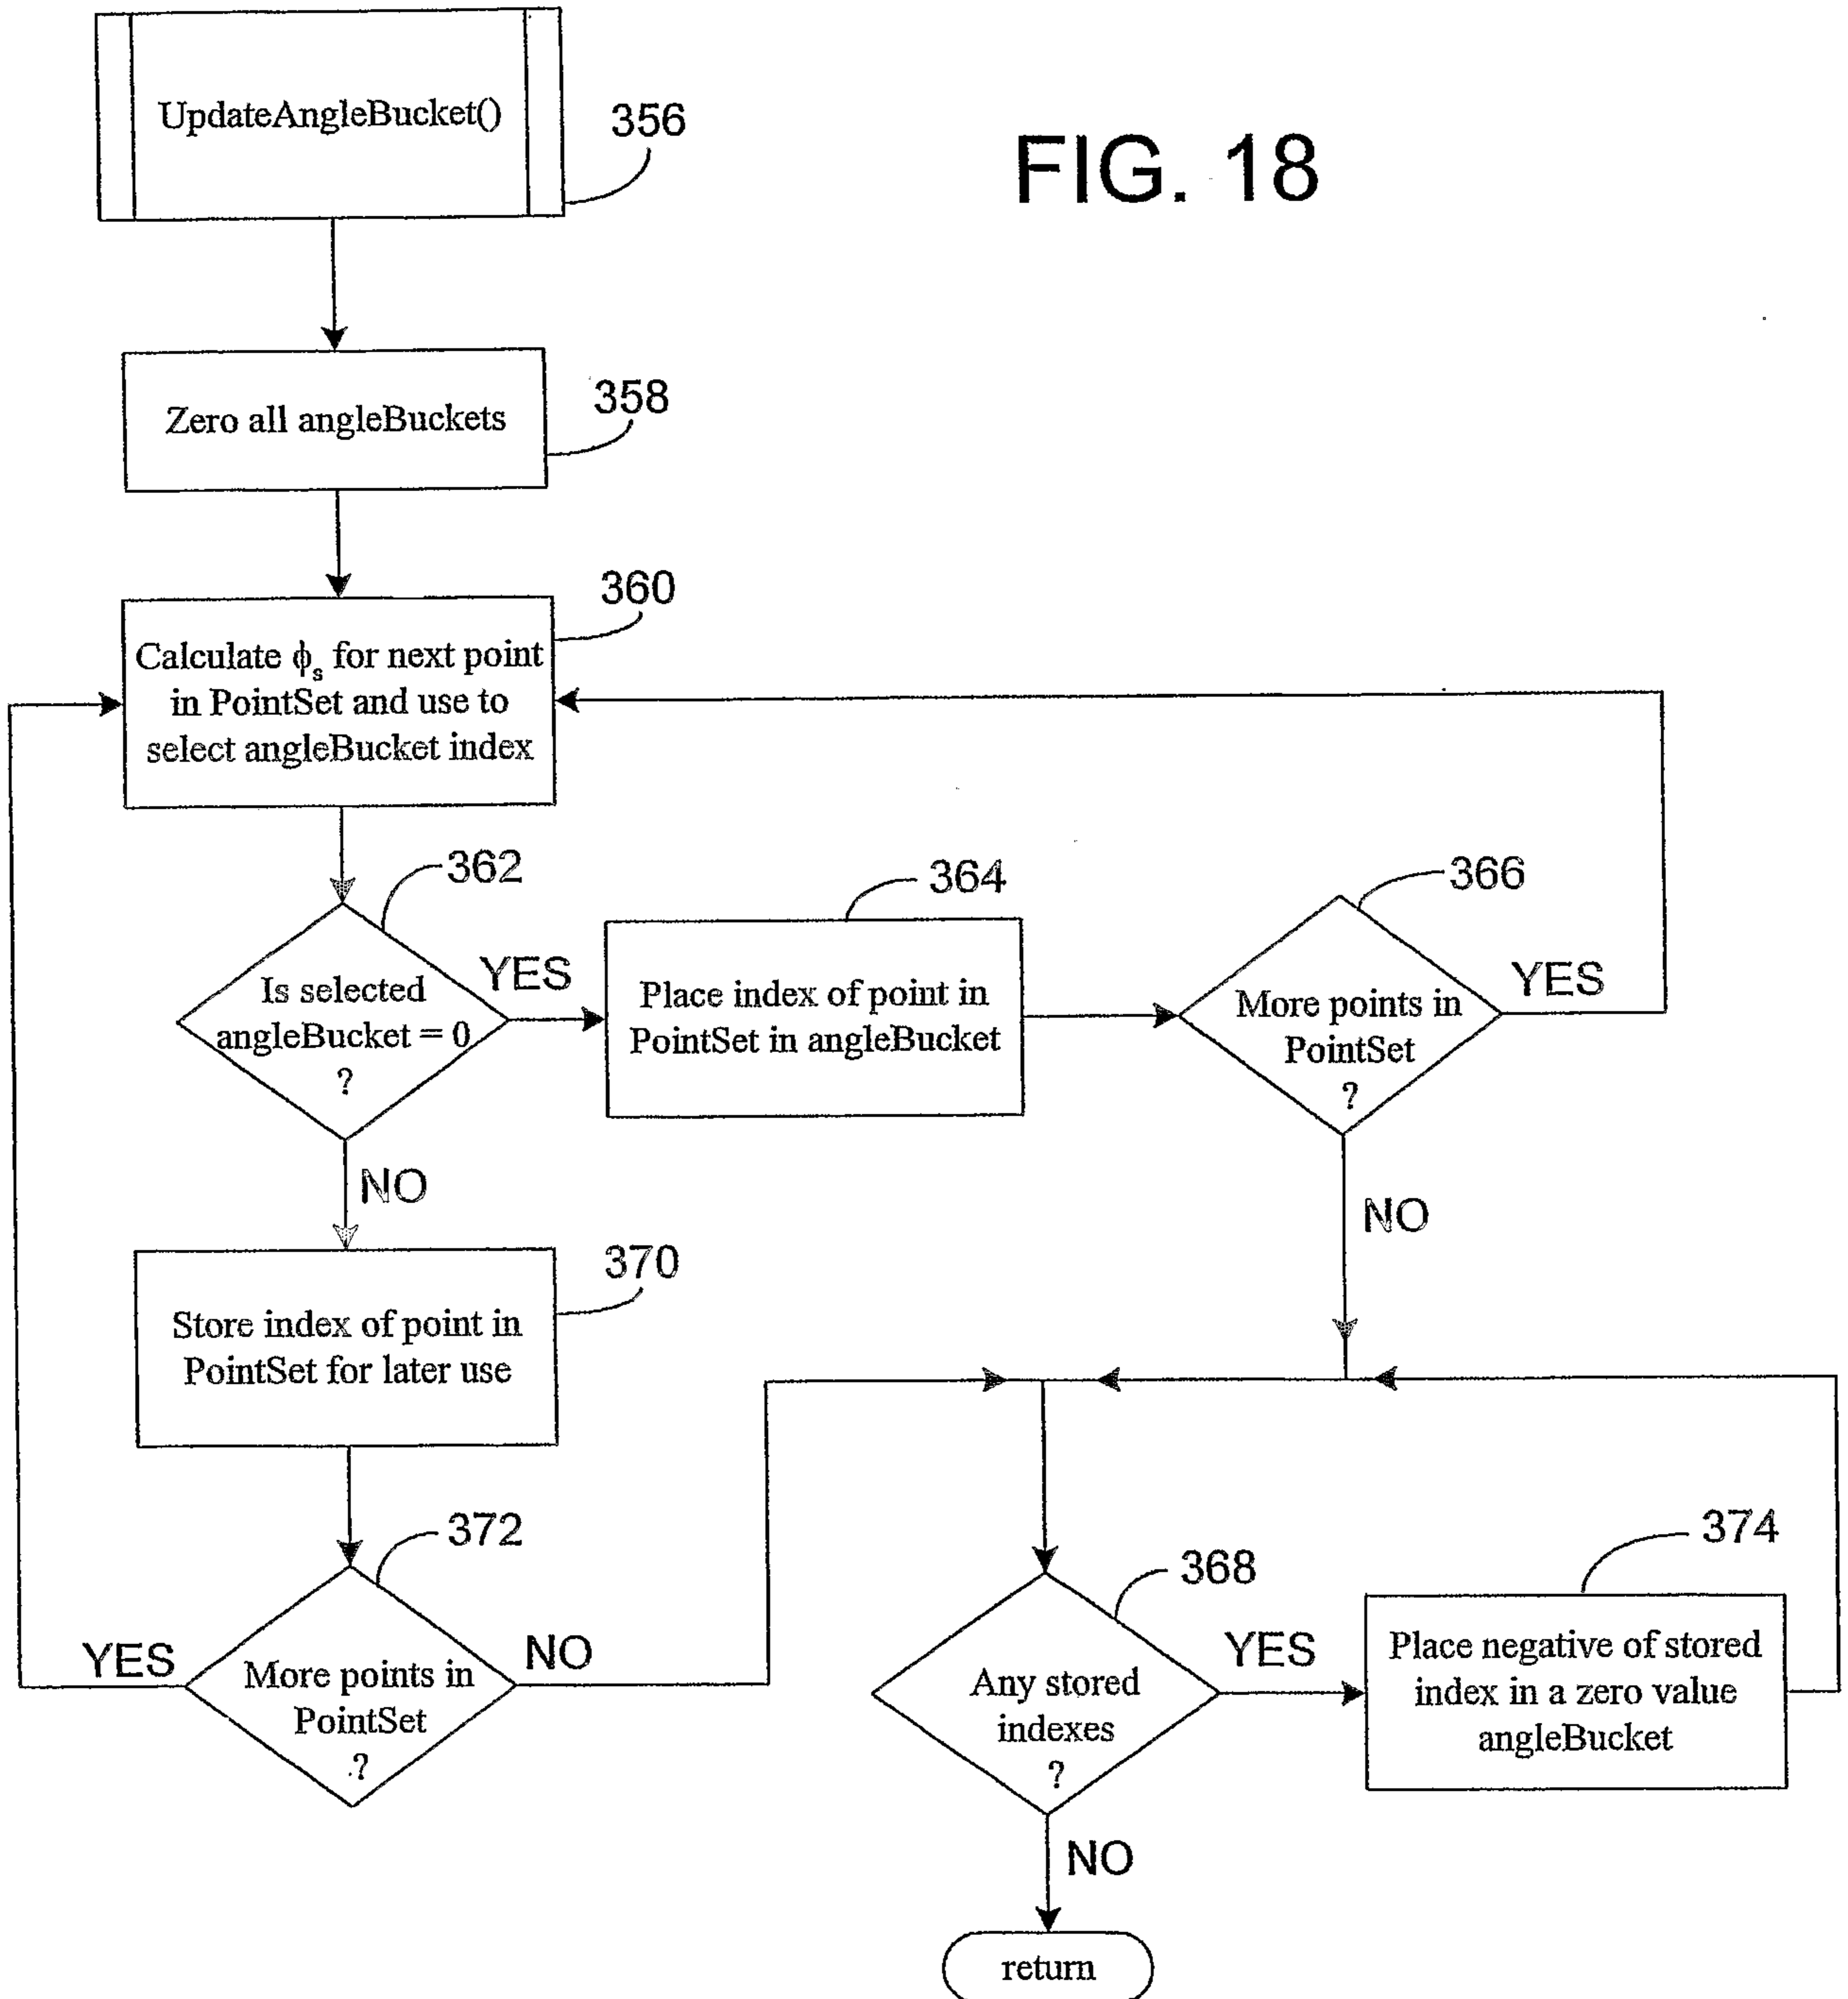 UpdateAngleBucket()
356
FIG. 18
Zero all angleBuckets
358
360
Calculate ϕs for next point
in PointSet and use to
select angleBucket index
362
Is selected
angleBucket = 0
?
YES
364
Place index of point in
PointSet in angleBucket
366
More points in
PointSet
?
YES
NO
NO
370
Store index of point in
PointSet for later use
372
More points in
PointSet
?
YES
NO
368
Any stored
indexes
?
YES
374
Place negative of stored
index in a zero value
angleBucket
NO
return